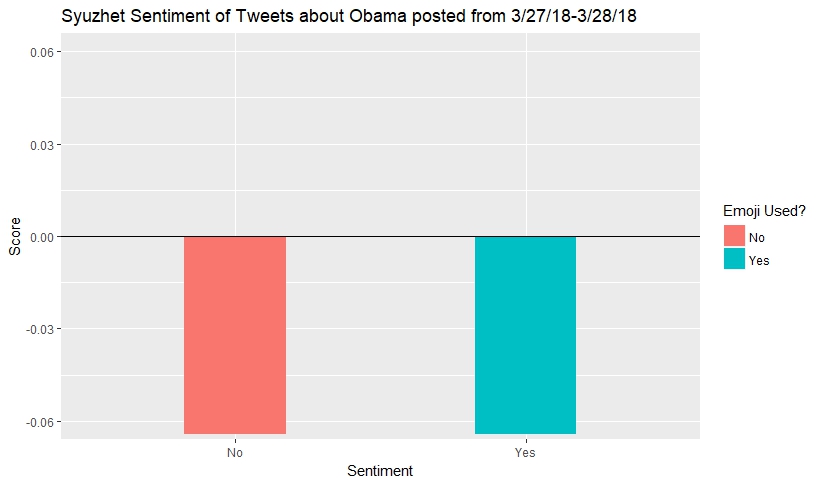 Syuzhet Sentiment of Tweets about Obama posted from 3/27/18-3/28/18
0.06
0.03
0.00
-0.03
-0.06
Score
No
Yes
Sentiment
Emoji Used?
No
Yes